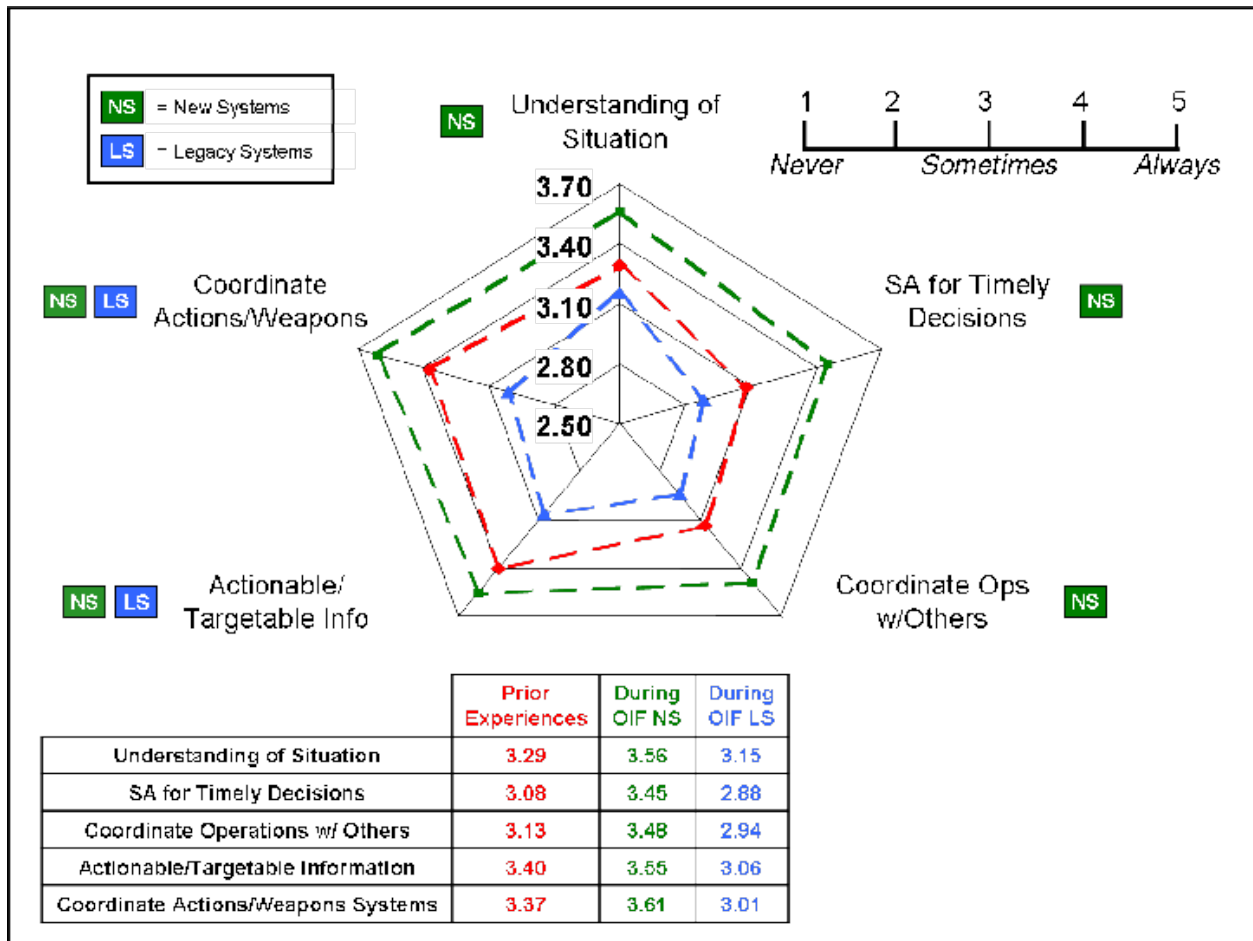 NS = New Systems
LS = Legacy Systems
NS Understanding of
Situation
1 2 3 4 5
Never Sometimes Always
3.70
3.40
3.10
2.80
2.50
NS LS Coordinate
Actions/Weapons
SA for Timely
Decisions NS
NS LS Actionable/
Targetable Info
Coordinate Ops
w/Others NS
Prior Experiences During OIF NS During OIF LS
Understanding of Situation 3.29 3.56 3.15
SA for Timely Decisions 3.08 3.45 2.88
Coordinate Operations w/ Others 3.13 3.48 2.94
Actionable/Targetable Information 3.40 3.55 3.06
Coordinate Actions/Weapons Systems 3.37 3.61 3.01